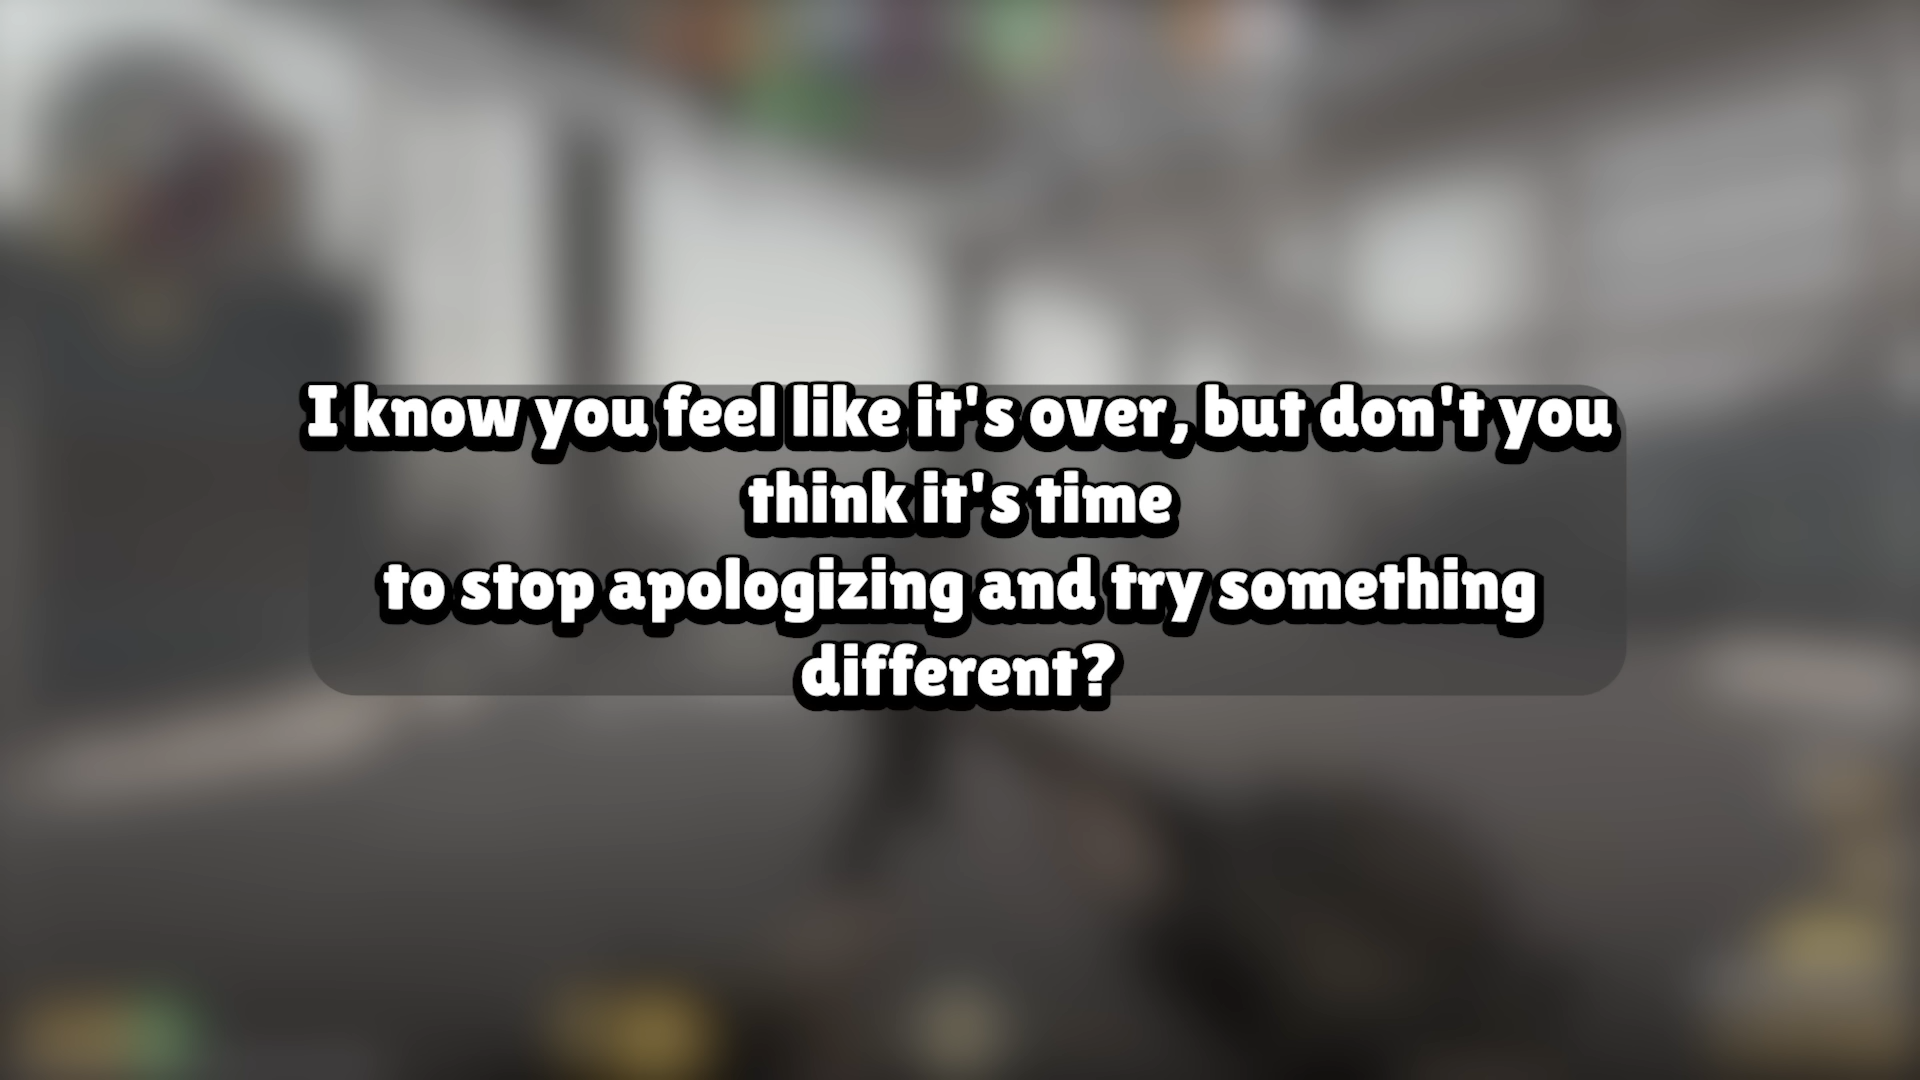 I know you feel like it's over, but don't you
think it's time
to stop apologizing and try something
different?